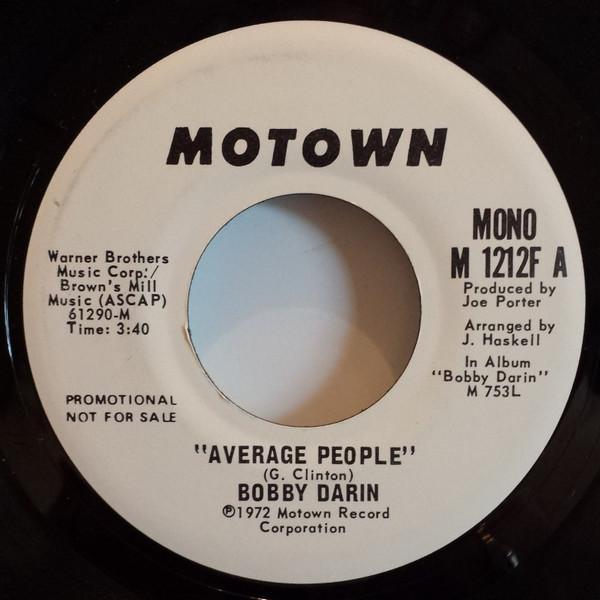 MOTOWN
Warner Brothers
Music Corp./
Brown's Mill
Music (ASCAP)
61290-M
Time: 3:40
PROMOTIONAL
NOT FOR SALE
MONO
M 1212F A
Produced by
Joe Porter
Arranged by
J. Haskell
In Album
"Bobby Darin"
M 753L
"AVERAGE PEOPLE"
(G. Clinton)
BOBBY DARIN
℗1972 Motown Record
Corporation